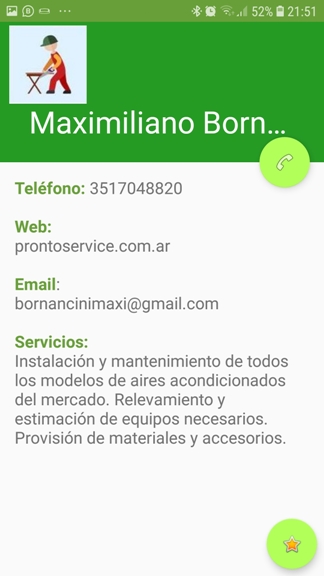 52% 21:51
Maximiliano Born...
Teléfono: 3517048820
Web:
prontoservice.com.ar
Email:
bornancinimaxi@gmail.com
Servicios:
Instalación y mantenimiento de todos
los modelos de aires acondicionados
del mercado. Relevamiento y
estimación de equipos necesarios.
Provisión de materiales y accesorios.